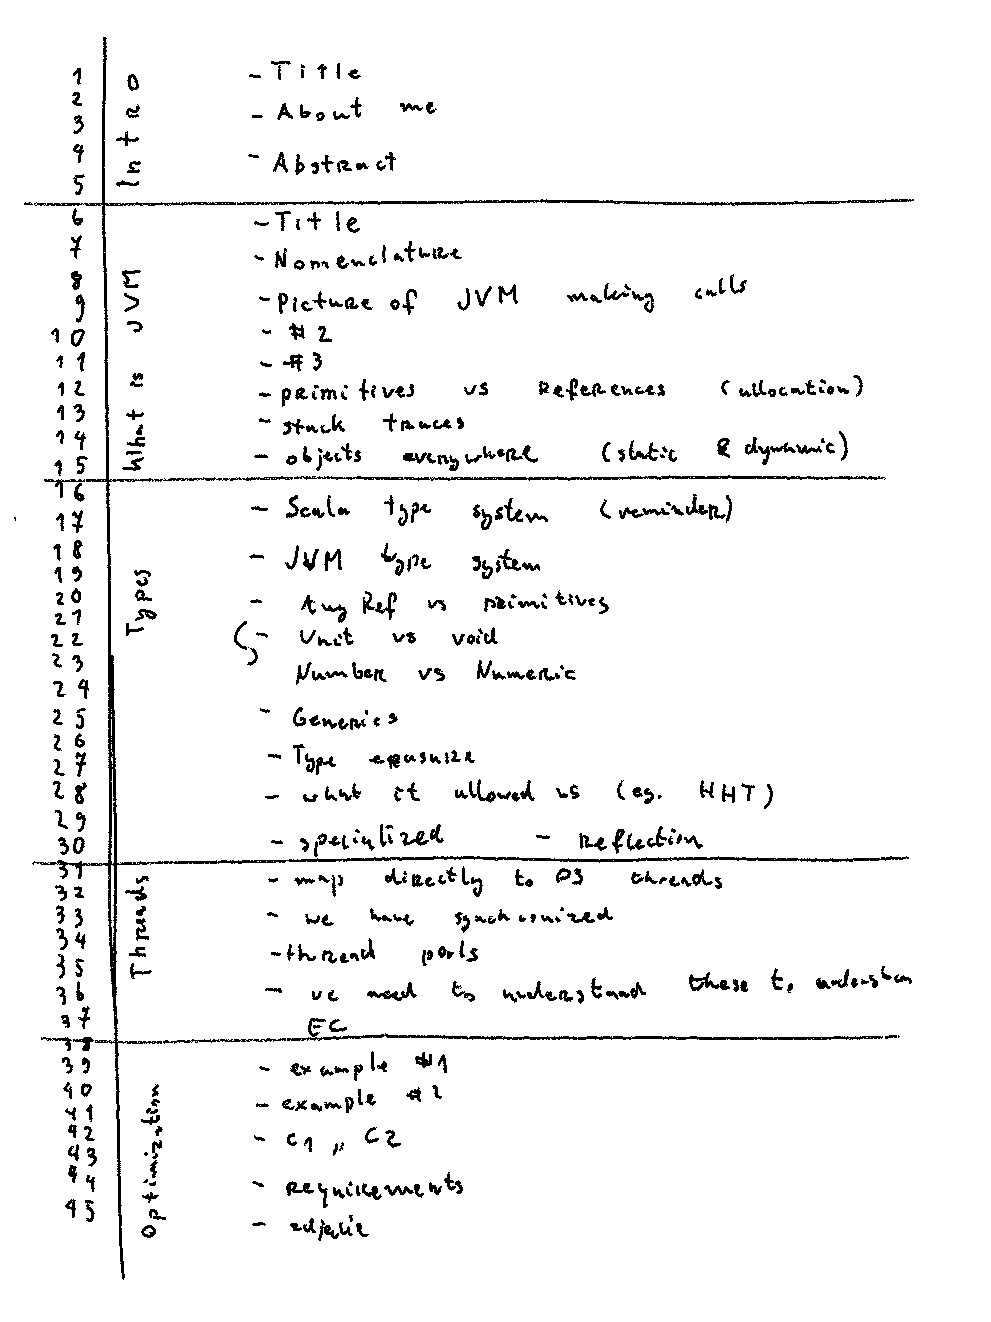 1
2
3
4
5
Intro
- Title
- About me
- Abstract
6
7
8
9
10
11
12
13
14
15
What is JVM
- Title
- Nomenclature
- Picture of JVM making calls
- #2
- #3
- primitives vs References (allocation)
- stack traces
- objects everywhere (static & dynamic)
16
17
18
19
20
21
22
23
24
25
26
27
28
29
30
Types
- Scala type system (reminder)
- JVM type system
- Any Ref vs primitives
- Unit vs void
Number vs Numeric
- Generics
- Type
- what it allowed us (eg. HHT)
- specialized - Reflection
31
32
33
34
35
36
37
Threads
- map directly to OS threads
- we have synchronized
- thread pools
- we need to understand these to
EC
38
39
40
41
42
43
44
45
Optimization
- example #1
- example #2
- C1 ,, C2
- Requirements
-